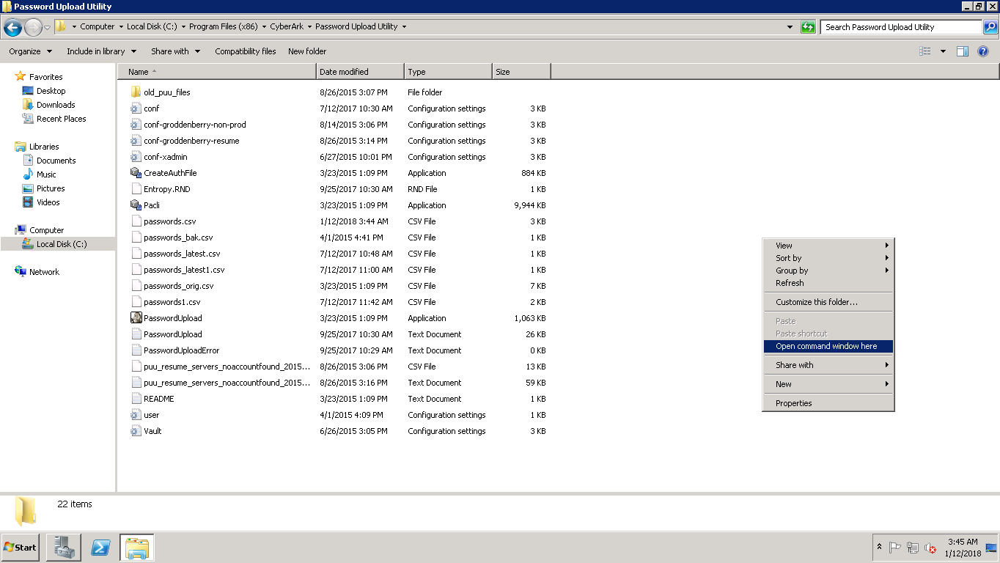 Password Upload Utility
Computer Local Disk (C:) Program Files (x86) CyberArk Password Upload Utility
Search Password Upload Utility
Organize Include in library Share with Compatibility files New folder
Favorites
Desktop
Downloads
Recent Places
Libraries
Documents
Music
Pictures
Videos
Computer
Local Disk (C:)
Network
Name Date modified Type Size
old_puu_files 8/26/2015 3:07 PM File folder
conf 7/12/2017 10:30 AM Configuration settings 3 KB
conf-groddenberry-non-prod 8/14/2015 3:06 PM Configuration settings 3 KB
conf-groddenberry-resume 8/26/2015 3:14 PM Configuration settings 3 KB
conf-xadmin 6/27/2015 10:01 PM Configuration settings 3 KB
CreateAuthFile 3/23/2015 1:09 PM Application 884 KB
Entropy.RND 9/25/2017 10:30 AM RND File 1 KB
Pacli 3/23/2015 1:09 PM Application 9,944 KB
passwords.csv 1/12/2018 3:44 AM CSV File 3 KB
passwords_bak.csv 4/1/2015 4:41 PM CSV File 1 KB
passwords_latest.csv 7/12/2017 10:48 AM CSV File 1 KB
passwords_latest1.csv 7/12/2017 11:00 AM CSV File 1 KB
passwords_orig.csv 3/23/2015 1:09 PM CSV File 7 KB
passwords1.csv 7/12/2017 11:42 AM CSV File 2 KB
PasswordUpload 3/23/2015 1:09 PM Application 1,063 KB
PasswordUpload 9/25/2017 10:30 AM Text Document 26 KB
PasswordUploadError 9/25/2017 10:29 AM Text Document 0 KB
puu_resume_servers_noaccountfound_2015... 8/26/2015 3:06 PM CSV File 13 KB
puu_resume_servers_noaccountfound_2015... 8/26/2015 3:16 PM Text Document 59 KB
README 3/23/2015 1:09 PM Text Document 1 KB
user 4/1/2015 4:09 PM Configuration settings 1 KB
Vault 6/26/2015 3:05 PM Configuration settings 3 KB
View
Sort by
Group by
Refresh
Customize this folder...
Paste
Paste shortcut
Open command window here
Share with
New
Properties
22 items
Start
3:45 AM
1/12/2018